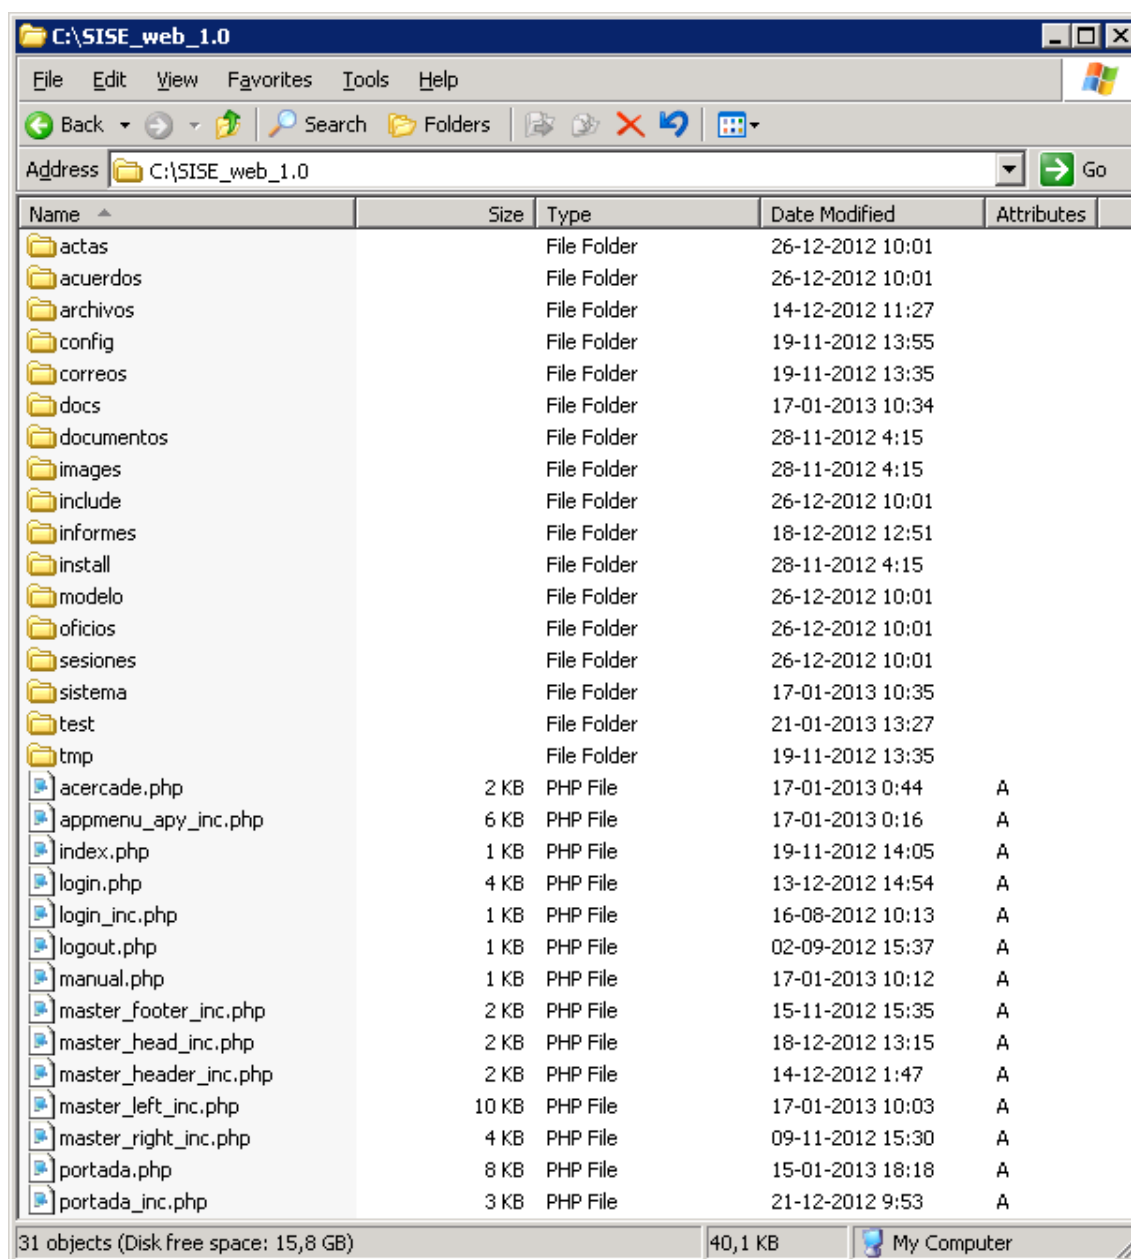 C:\SISE_web_1.0
File Edit View Favorites Tools Help
Back Search Folders
Address C:\SISE_web_1.0 Go
Name Size Type Date Modified Attributes
actas File Folder 26-12-2012 10:01
acuerdos File Folder 26-12-2012 10:01
archivos File Folder 14-12-2012 11:27
config File Folder 19-11-2012 13:55
correos File Folder 19-11-2012 13:35
docs File Folder 17-01-2013 10:34
documentos File Folder 28-11-2012 4:15
images File Folder 28-11-2012 4:15
include File Folder 26-12-2012 10:01
informes File Folder 18-12-2012 12:51
install File Folder 28-11-2012 4:15
modelo File Folder 26-12-2012 10:01
oficios File Folder 26-12-2012 10:01
sesiones File Folder 26-12-2012 10:01
sistema File Folder 17-01-2013 10:35
test File Folder 21-01-2013 13:27
tmp File Folder 19-11-2012 13:35
acercade.php 2 KB PHP File 17-01-2013 0:44 A
appmenu_apy_inc.php 6 KB PHP File 17-01-2013 0:16 A
index.php 1 KB PHP File 19-11-2012 14:05 A
login.php 4 KB PHP File 13-12-2012 14:54 A
login_inc.php 1 KB PHP File 16-08-2012 10:13 A
logout.php 1 KB PHP File 02-09-2012 15:37 A
manual.php 1 KB PHP File 17-01-2013 10:12 A
master_footer_inc.php 2 KB PHP File 15-11-2012 15:35 A
master_head_inc.php 2 KB PHP File 18-12-2012 13:15 A
master_header_inc.php 2 KB PHP File 14-12-2012 1:47 A
master_left_inc.php 10 KB PHP File 17-01-2013 10:03 A
master_right_inc.php 4 KB PHP File 09-11-2012 15:30 A
portada.php 8 KB PHP File 15-01-2013 18:18 A
portada_inc.php 3 KB PHP File 21-12-2012 9:53 A
31 objects (Disk free space: 15,8 GB) 40,1 KB My Computer